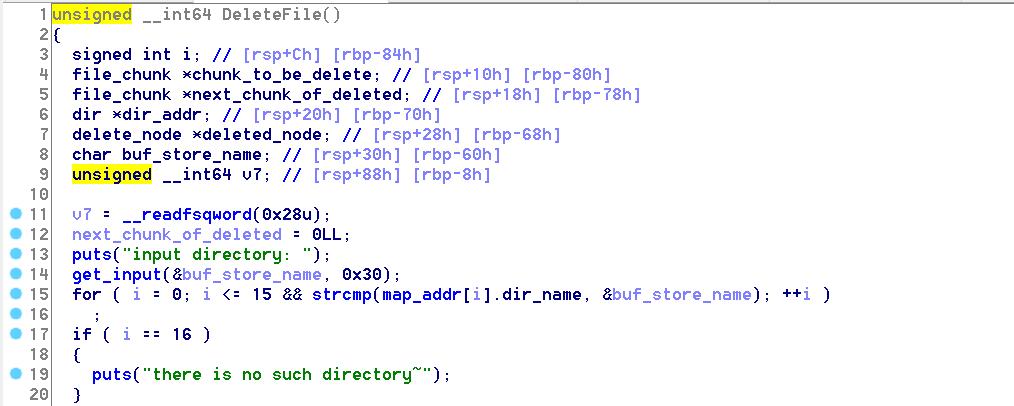 1 unsigned __int64 DeleteFile()
2 {
3 signed int i; // [rsp+Ch] [rbp-84h]
4 file_chunk *chunk_to_be_delete; // [rsp+10h] [rbp-80h]
5 file_chunk *next_chunk_of_deleted; // [rsp+18h] [rbp-78h]
6 dir *dir_addr; // [rsp+20h] [rbp-70h]
7 delete_node *deleted_node; // [rsp+28h] [rbp-68h]
8 char buf_store_name; // [rsp+30h] [rbp-60h]
9 unsigned __int64 v7; // [rsp+88h] [rbp-8h]
10
11 v7 = __readfsqword(0x28u);
12 next_chunk_of_deleted = 0LL;
13 puts("input directory: ");
14 get_input(&buf_store_name, 0x30);
15 for ( i = 0; i <= 15 && strcmp(map_addr[i].dir_name, &buf_store_name); ++i )
16 ;
17 if ( i == 16 )
18 {
19 puts("there is no such directory~");
20 }